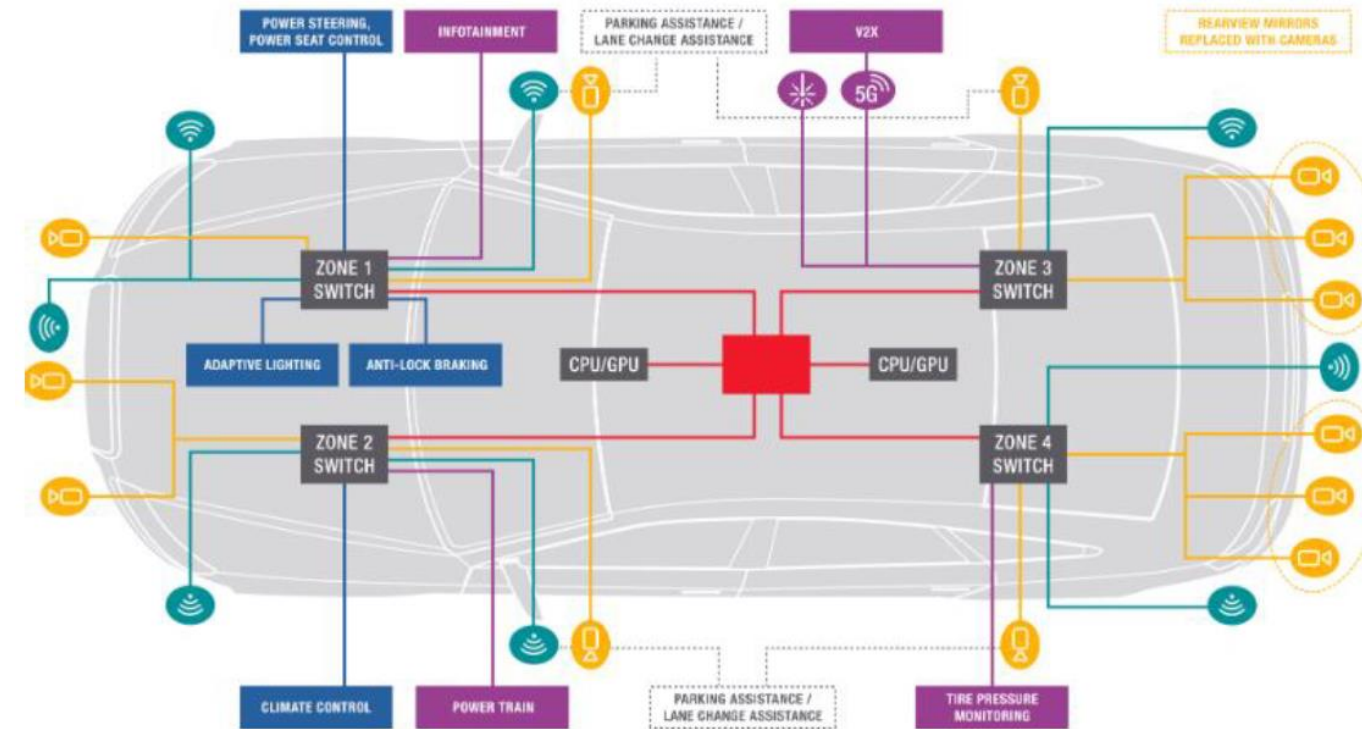 POWER STEERING,
POWER SEAT CONTROL
INFOTAINMENT
PARKING ASSISTANCE /
LANE CHANGE ASSISTANCE
V2X
REARVIEW MIRRORS
REPLACED WITH CAMERAS
5G
ZONE 1
SWITCH
ZONE 3
SWITCH
ADAPTIVE LIGHTING
ANTI-LOCK BRAKING
CPU/GPU
CPU/GPU
ZONE 2
SWITCH
ZONE 4
SWITCH
CLIMATE CONTROL
POWER TRAIN
PARKING ASSISTANCE /
LANE CHANGE ASSISTANCE
TIRE PRESSURE
MONITORING